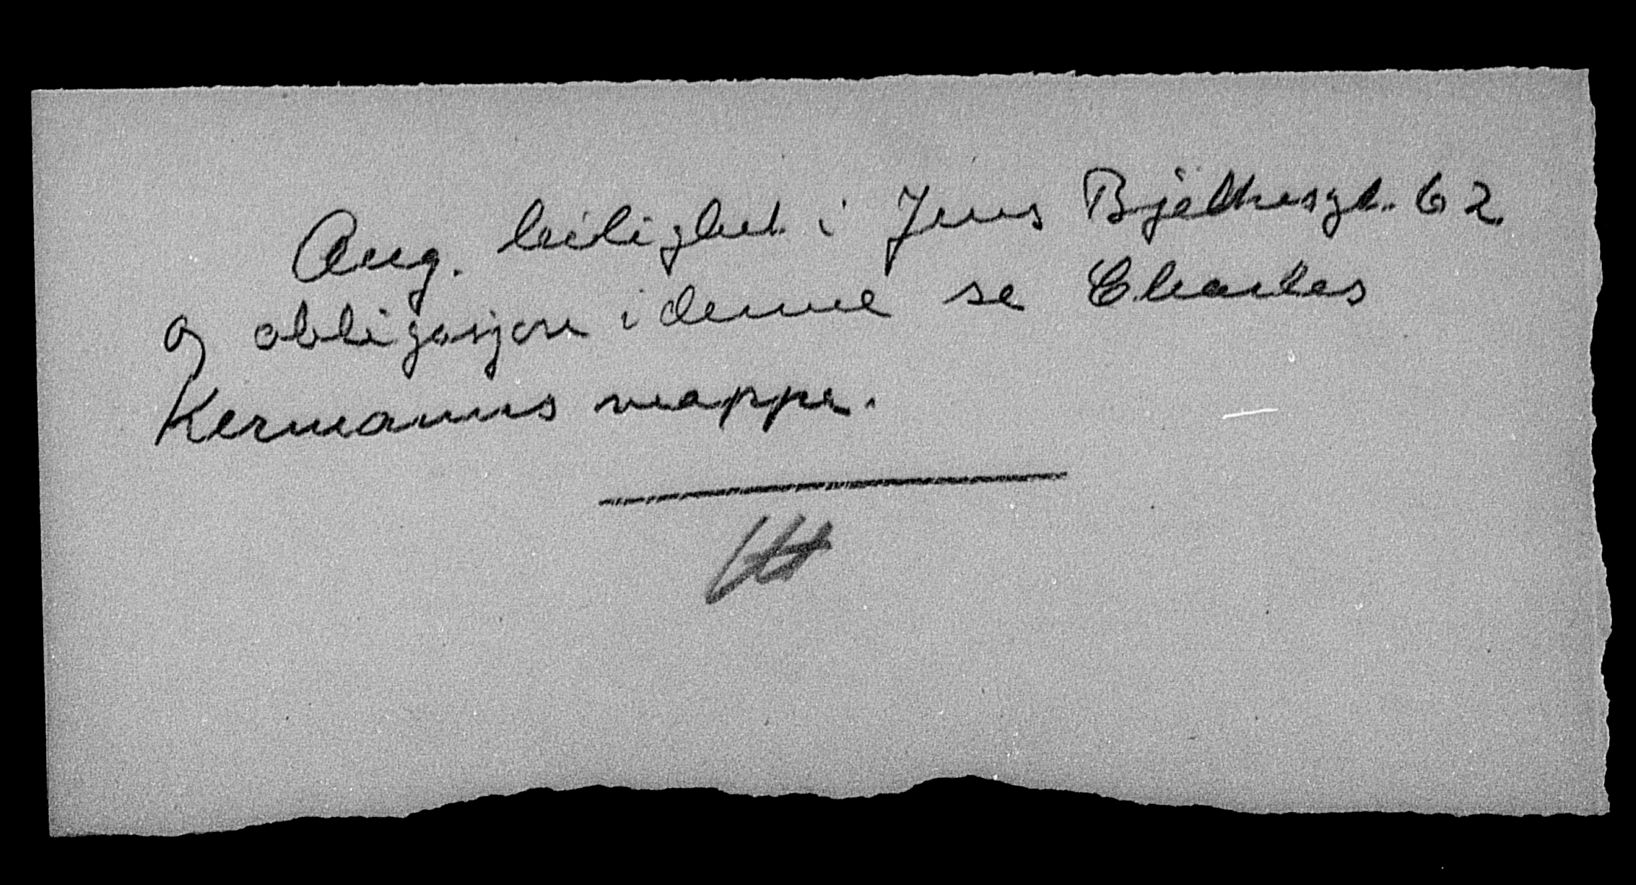 Ang. leilighet i Jens Bjelkesgt. 62
og obligasjon i denne se Charles
Kermanns mappe.